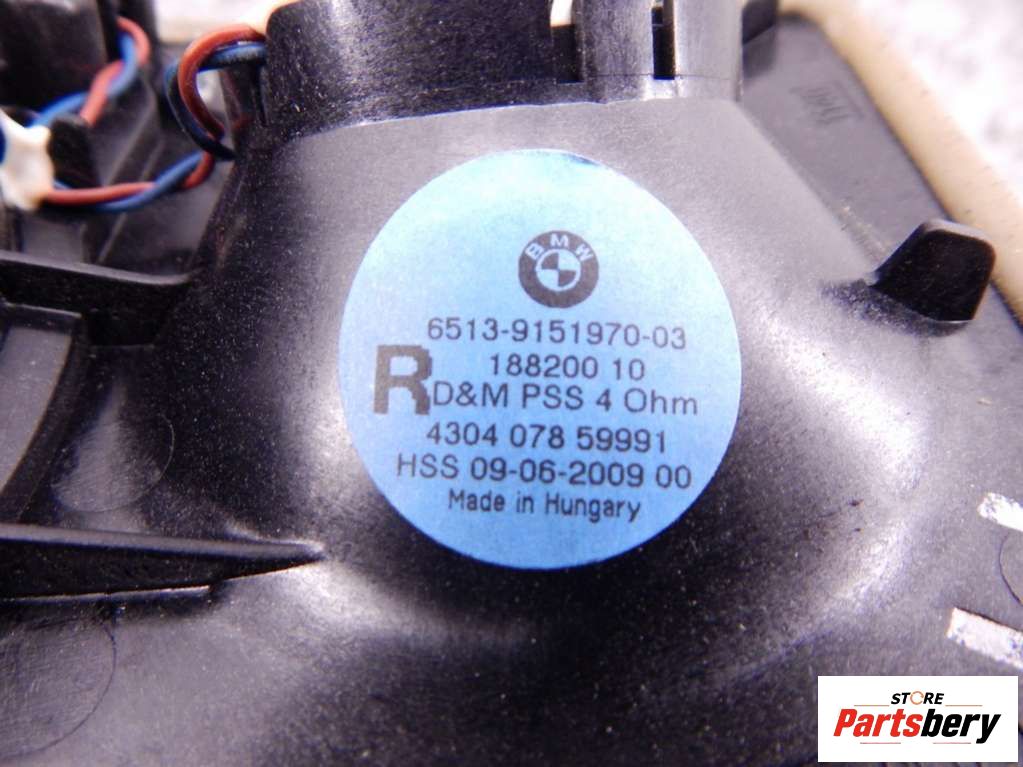 BMW
6513-9151970-03
188200 10
R D&M PSS 4 Ohm
4304 078 59991
HSS 09-06-2009 00
Made in Hungary
STORE
Partsbery